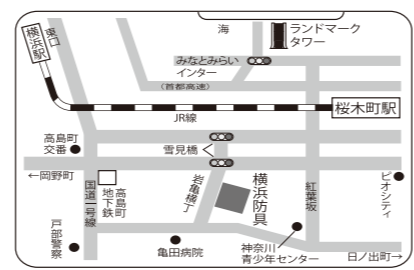 海
ランドマーク
タワー
横浜駅
東口
みなとみらい
インター
(首都高速)
桜木町駅
JR線
高島町
交番
雪見橋
←岡野町
国道一号線
高島町
地下鉄
岩亀横丁
横浜防具
紅葉坂
ピオシティ
戸部警察
亀田病院
神奈川
青少年センター
日ノ出町→